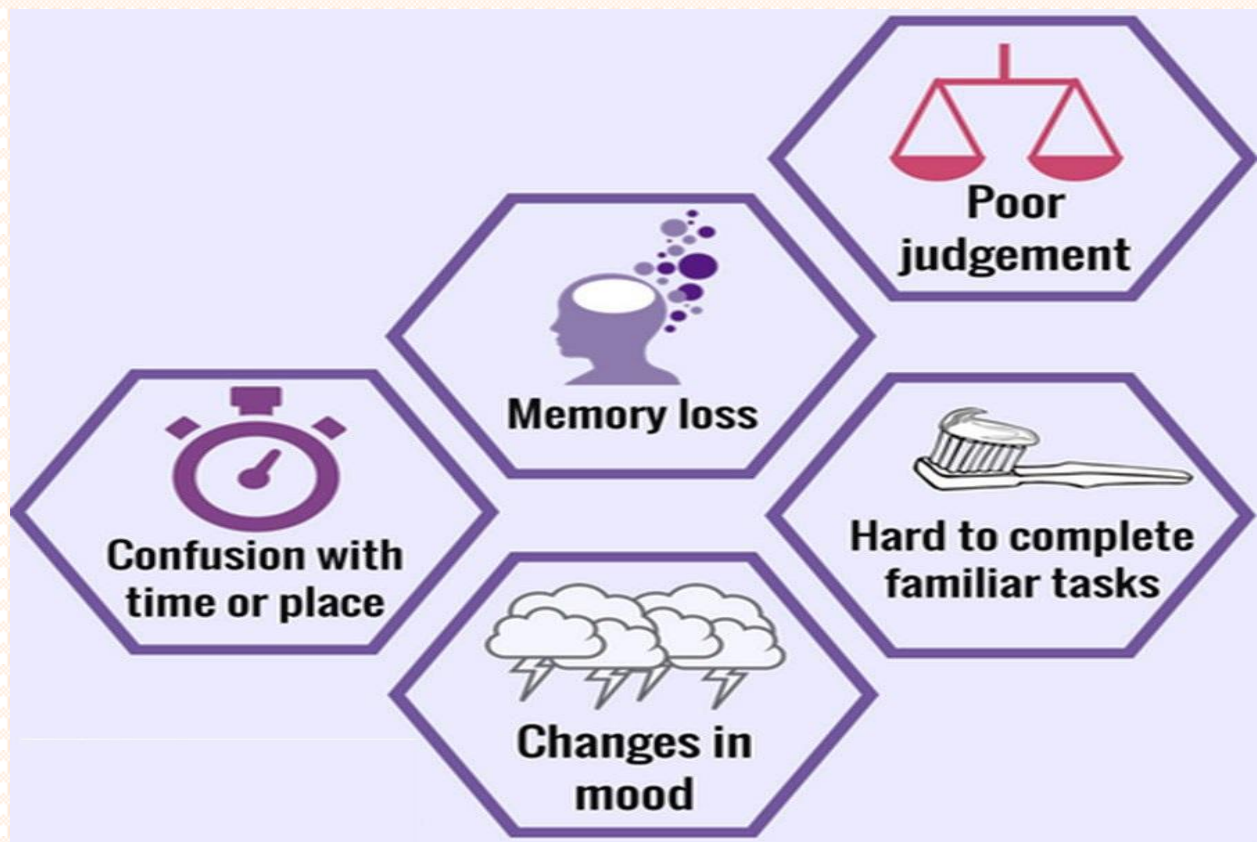 Poor
judgement
Memory loss
Confusion with
time or place
Hard to complete
familiar tasks
Changes in
mood